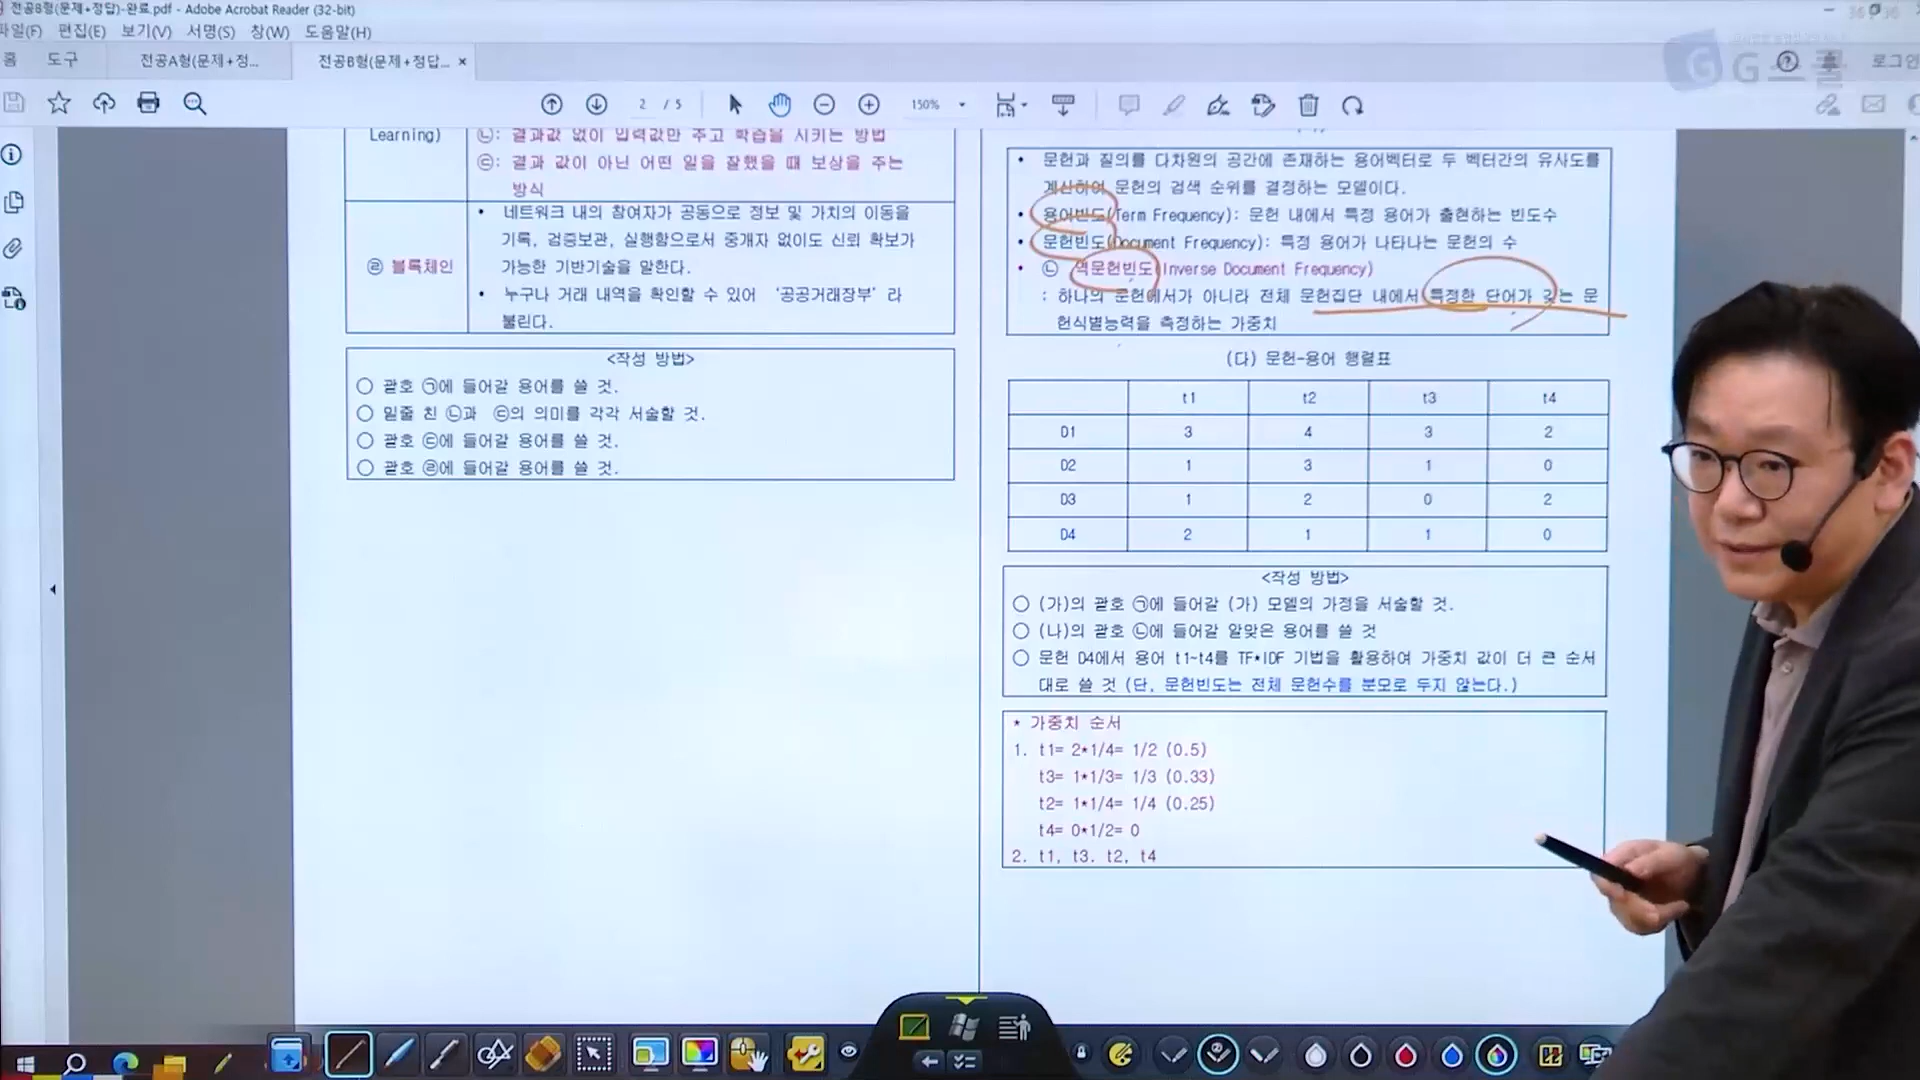 전공B형(문제+정답)-완료.pdf - Adobe Acrobat Reader (32-bit)
파일(F) 편집(E) 보기(V) 서명(S) 창(W) 도움말(H)
홈 도구 전공A형(문제+정... 전공B형(문제+정답... × 로그인
G스쿨
2 / 5 150%
Learning)
㉡: 결과값 없이 입력값만 주고 학습을 시키는 방법
㉢: 결과 값이 아닌 어떤 일을 잘했을 때 보상을 주는
방식
㉣ 블록체인
• 네트워크 내의 참여자가 공동으로 정보 및 가치의 이동을
기록, 검증보관, 실행함으로서 중개자 없이도 신뢰 확보가
가능한 기반기술을 말한다.
• 누구나 거래 내역을 확인할 수 있어 ‘공공거래장부’라
불린다.
<작성 방법>
○ 괄호 ㉠에 들어갈 용어를 쓸 것.
○ 밑줄 친 ㉡과 ㉢의 의미를 각각 서술할 것.
○ 괄호 ㉢에 들어갈 용어를 쓸 것.
○ 괄호 ㉣에 들어갈 용어를 쓸 것.
• 문헌과 질의를 다차원의 공간에 존재하는 용어벡터로 두 벡터간의 유사도를
계산하여 문헌의 검색 순위를 결정하는 모델이다.
• 용어빈도(Term Frequency): 문헌 내에서 특정 용어가 출현하는 빈도수
• 문헌빈도(Document Frequency): 특정 용어가 나타나는 문헌의 수
• ㉡ 역문헌빈도(Inverse Document Frequency)
: 하나의 문헌에서가 아니라 전체 문헌집단 내에서 특정한 단어가 갖는 문
헌식별능력을 측정하는 가중치
(다) 문헌-용어 행렬표
t1 t2 t3 t4
D1 3 4 3 2
D2 1 3 1 0
D3 1 2 0 2
D4 2 1 1 0
<작성 방법>
○ (가)의 괄호 ㉠에 들어갈 (가) 모델의 가정을 서술할 것.
○ (나)의 괄호 ㉡에 들어갈 알맞은 용어를 쓸 것
○ 문헌 D4에서 용어 t1~t4를 TF*IDF 기법을 활용하여 가중치 값이 더 큰 순서
대로 쓸 것 (단, 문헌빈도는 전체 문헌수를 분모로 두지 않는다.)
* 가중치 순서
1. t1= 2*1/4= 1/2 (0.5)
t3= 1*1/3= 1/3 (0.33)
t2= 1*1/4= 1/4 (0.25)
t4= 0*1/2= 0
2. t1, t3. t2, t4